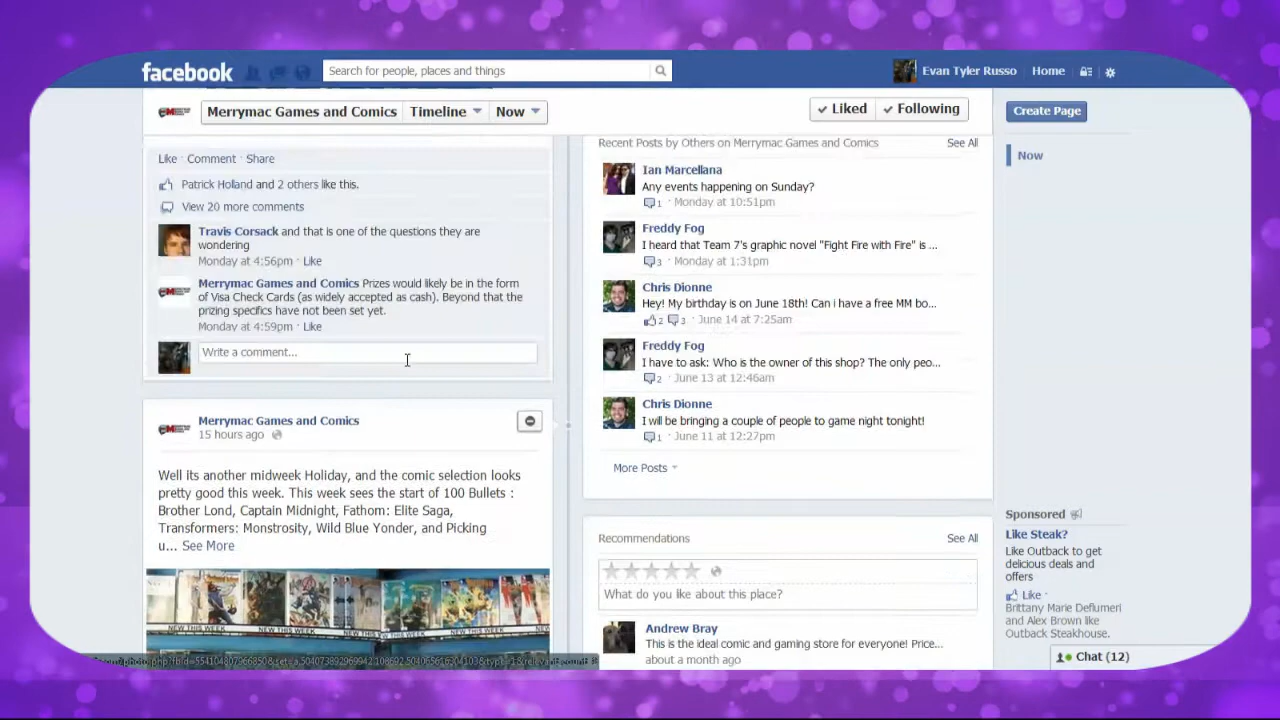 facebook
Search for people, places and things
Evan Tyler Russo
Home
Merrymac Games and Comics
Timeline
Now
Liked
Following
Create Page
Now
Like · Comment · Share
Patrick Holland and 2 others like this.
View 20 more comments
Travis Corsack and that is one of the questions they are
wondering
Monday at 4:56pm · Like
Merrymac Games and Comics Prizes would likely be in the form
of Visa Check Cards (as widely accepted as cash). Beyond that the
prizing specifics have not been set yet.
Monday at 4:59pm · Like
Write a comment...
Merrymac Games and Comics
15 hours ago
Well its another midweek Holiday, and the comic selection looks
pretty good this week. This week sees the start of 100 Bullets :
Brother Lond, Captain Midnight, Fathom: Elite Saga,
Transformers: Monstrosity, Wild Blue Yonder, and Picking
u... See More
NEW THIS WEEK
NEW THIS WEEK
NEW THIS WEEK
NEW THIS WEEK
Recent Posts by Others on Merrymac Games and Comics
See All
Ian Marcellana
Any events happening on Sunday?
1 · Monday at 10:51pm
Freddy Fog
I heard that Team 7's graphic novel "Fight Fire with Fire" is ...
3 · Monday at 1:31pm
Chris Dionne
Hey! My birthday is on June 18th! Can i have a free MM bo...
2 3 · June 14 at 7:25am
Freddy Fog
I have to ask: Who is the owner of this shop? The only peo...
2 · June 13 at 12:46am
Chris Dionne
I will be bringing a couple of people to game night tonight!
1 · June 11 at 12:27pm
More Posts
Recommendations
See All
What do you like about this place?
Andrew Bray
This is the ideal comic and gaming store for everyone! Price...
about a month ago
Sponsored
Like Steak?
Like Outback to get
delicious deals and
offers
Like ·
Brittany Marie Deflumeri
and Alex Brown like
Outback Steakhouse.
Chat (12)